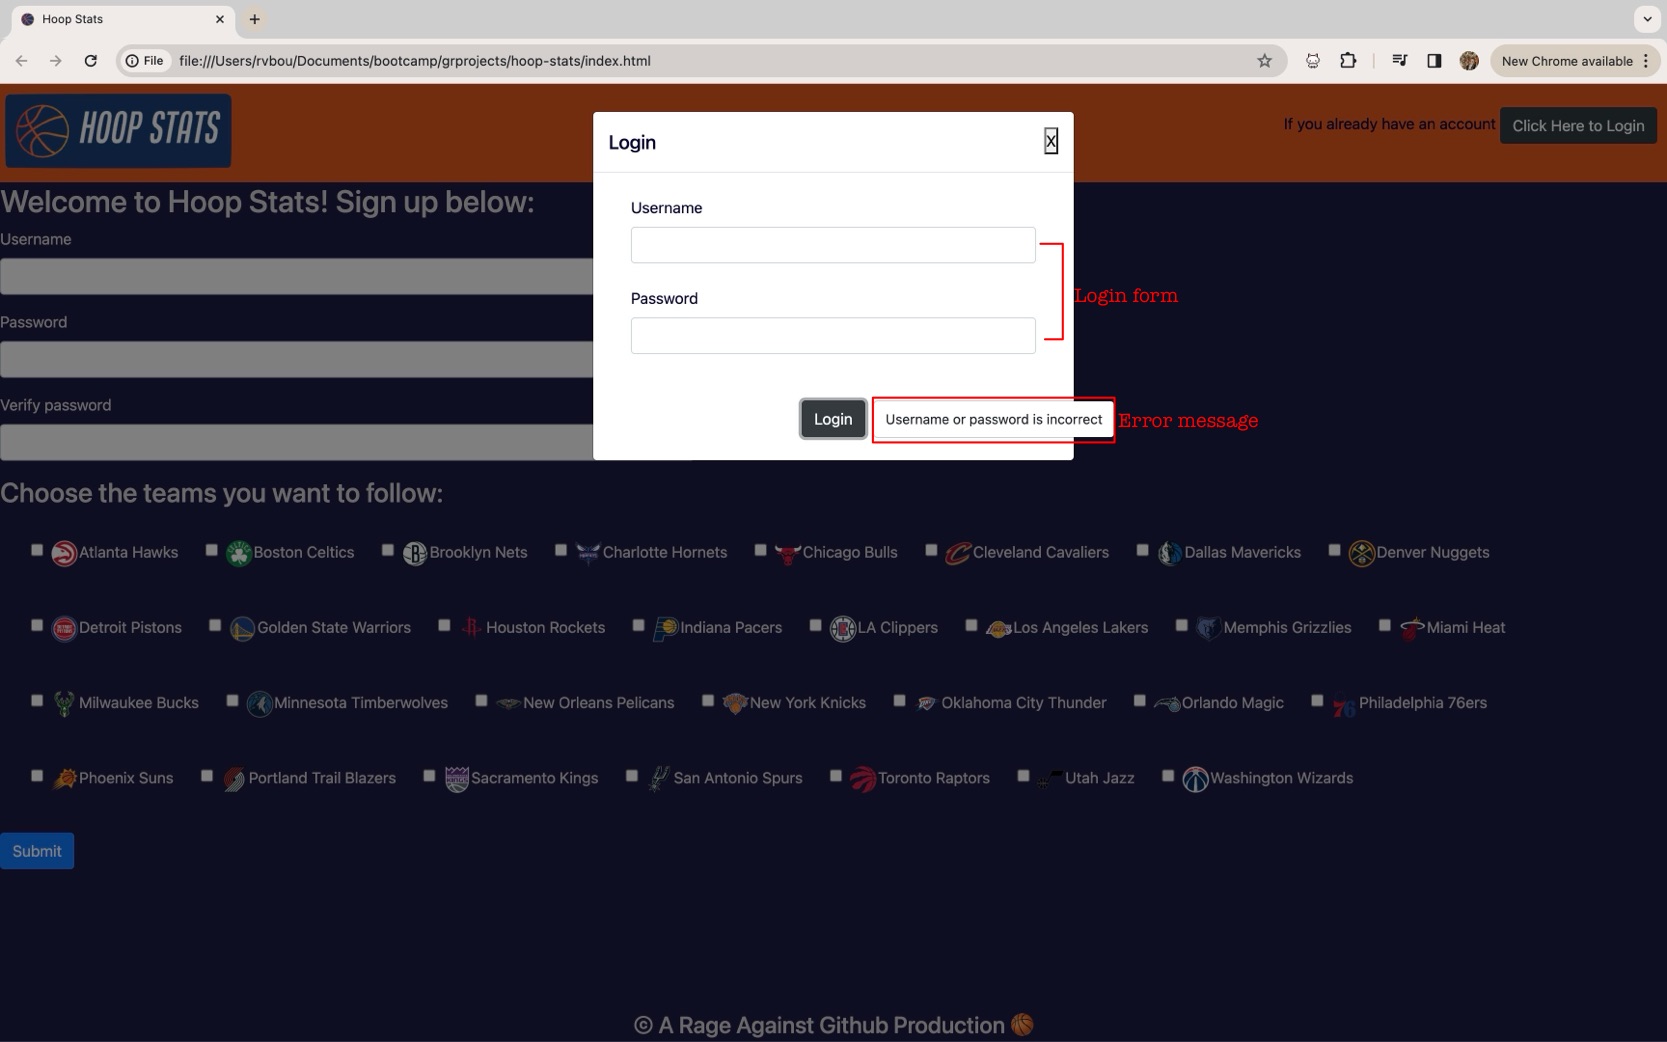 Hoop Stats
File file:///Users/rvbou/Documents/bootcamp/grprojects/hoop-stats/index.html New Chrome available
HOOP STATS
If you already have an account Click Here to Login
Login X
Username
Password
Login form
Login Username or password is incorrect Error message
Welcome to Hoop Stats! Sign up below:
Username
Password
Verify password
Choose the teams you want to follow:
Atlanta Hawks Boston Celtics Brooklyn Nets Charlotte Hornets Chicago Bulls Cleveland Cavaliers Dallas Mavericks Denver Nuggets
Detroit Pistons Golden State Warriors Houston Rockets Indiana Pacers LA Clippers Los Angeles Lakers Memphis Grizzlies Miami Heat
Milwaukee Bucks Minnesota Timberwolves New Orleans Pelicans New York Knicks Oklahoma City Thunder Orlando Magic 76 Philadelphia 76ers
Phoenix Suns Portland Trail Blazers Sacramento Kings San Antonio Spurs Toronto Raptors Utah Jazz Washington Wizards
Submit
© A Rage Against Github Production 🏀